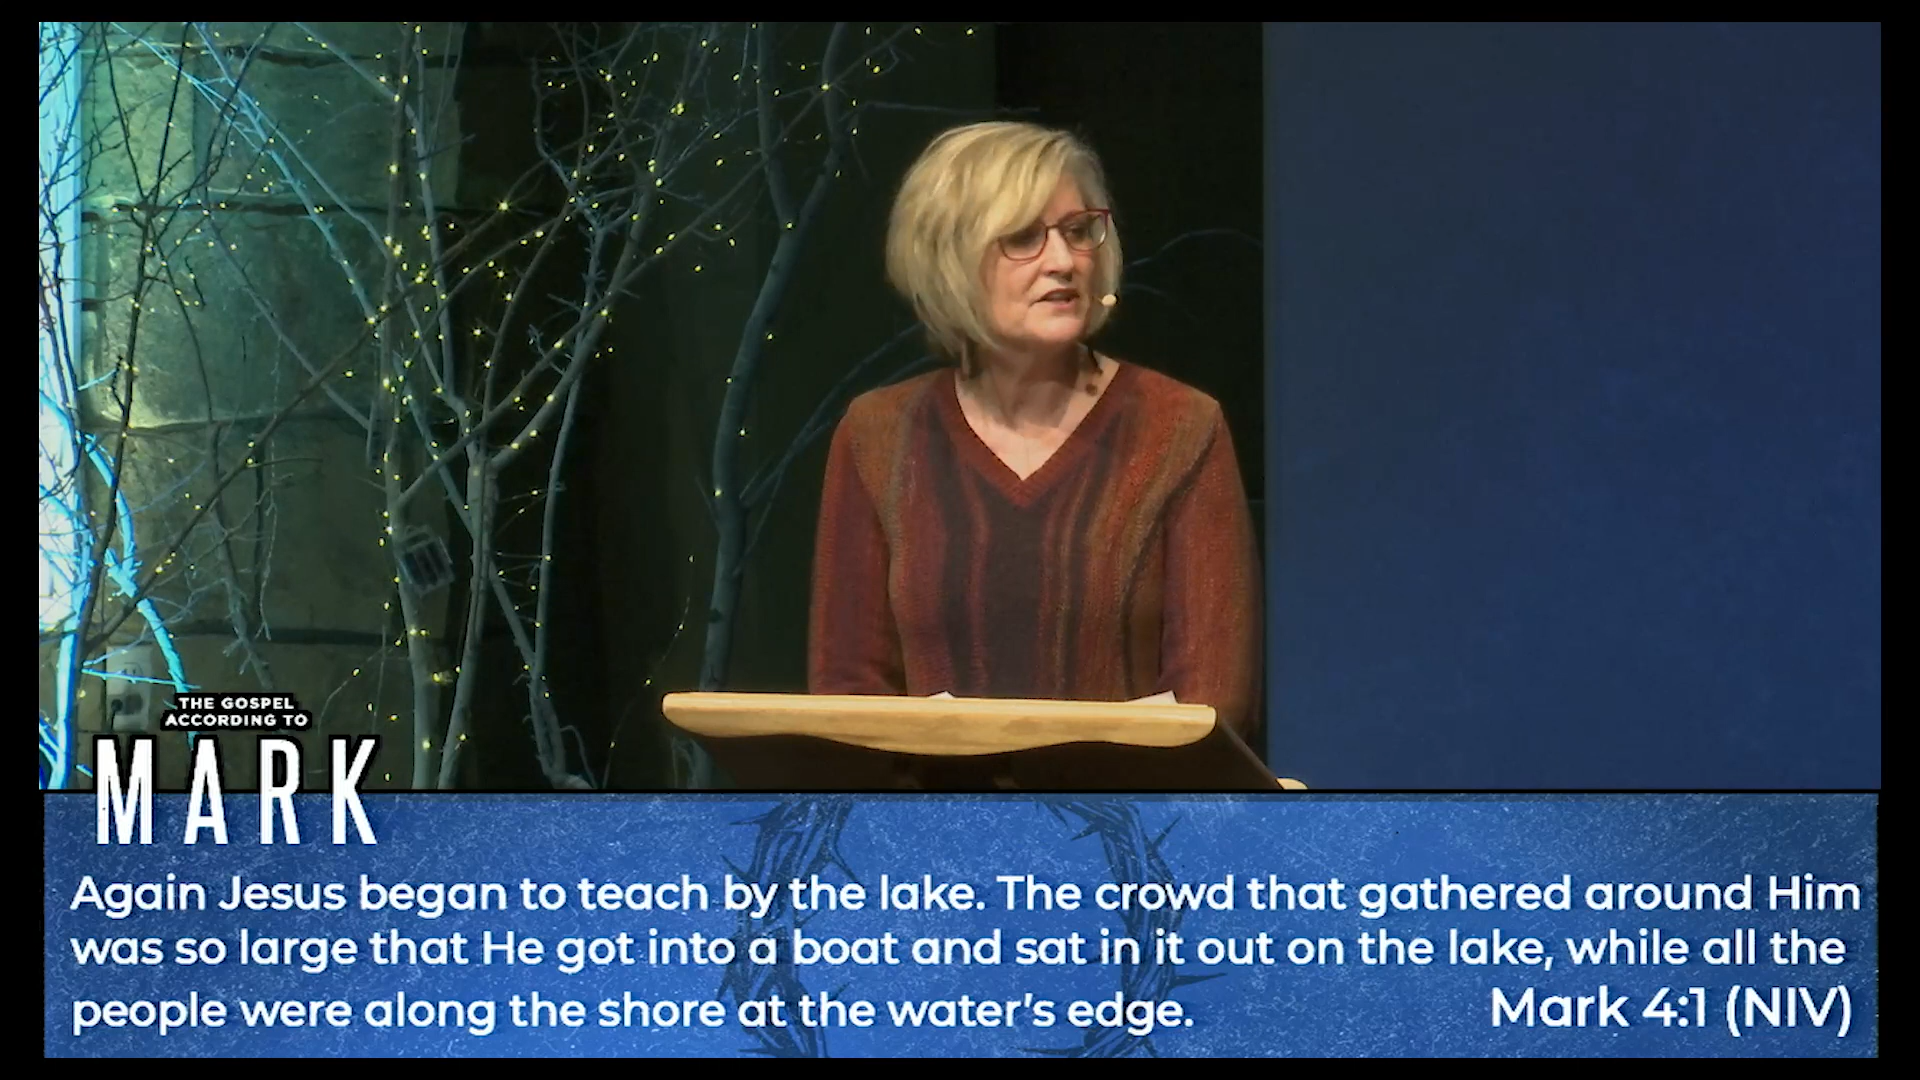 THE GOSPEL
ACCORDING TO
MARK
Again Jesus began to teach by the lake. The crowd that gathered around Him
was so large that He got into a boat and sat in it out on the lake, while all the
people were along the shore at the water's edge.
Mark 4:1 (NIV)